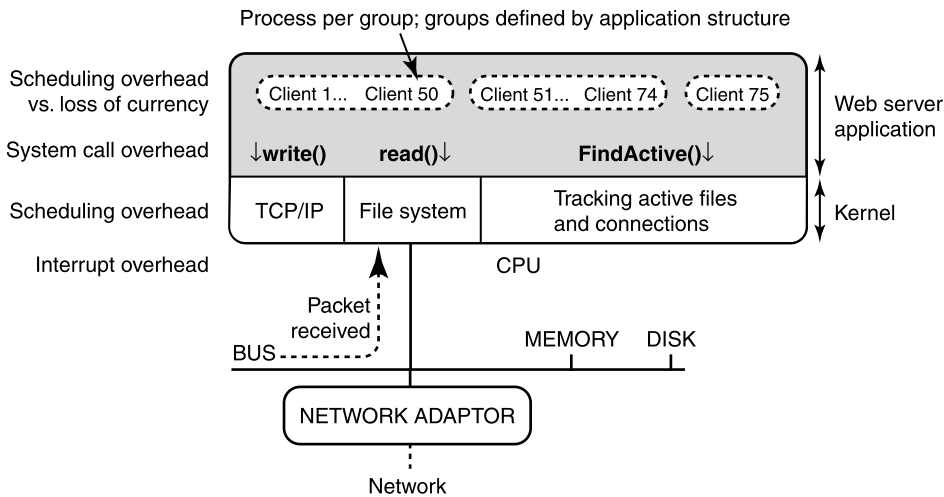 Process per group; groups defined by application structure
Scheduling overhead
vs. loss of currency
Client 1... Client 50
Client 51... Client 74
Client 75
Web server
application
System call overhead
↓write()
read()↓
FindActive()↓
Scheduling overhead
TCP/IP
File system
Tracking active files
and connections
Kernel
Interrupt overhead
CPU
Packet
received
BUS
MEMORY
DISK
NETWORK ADAPTOR
Network